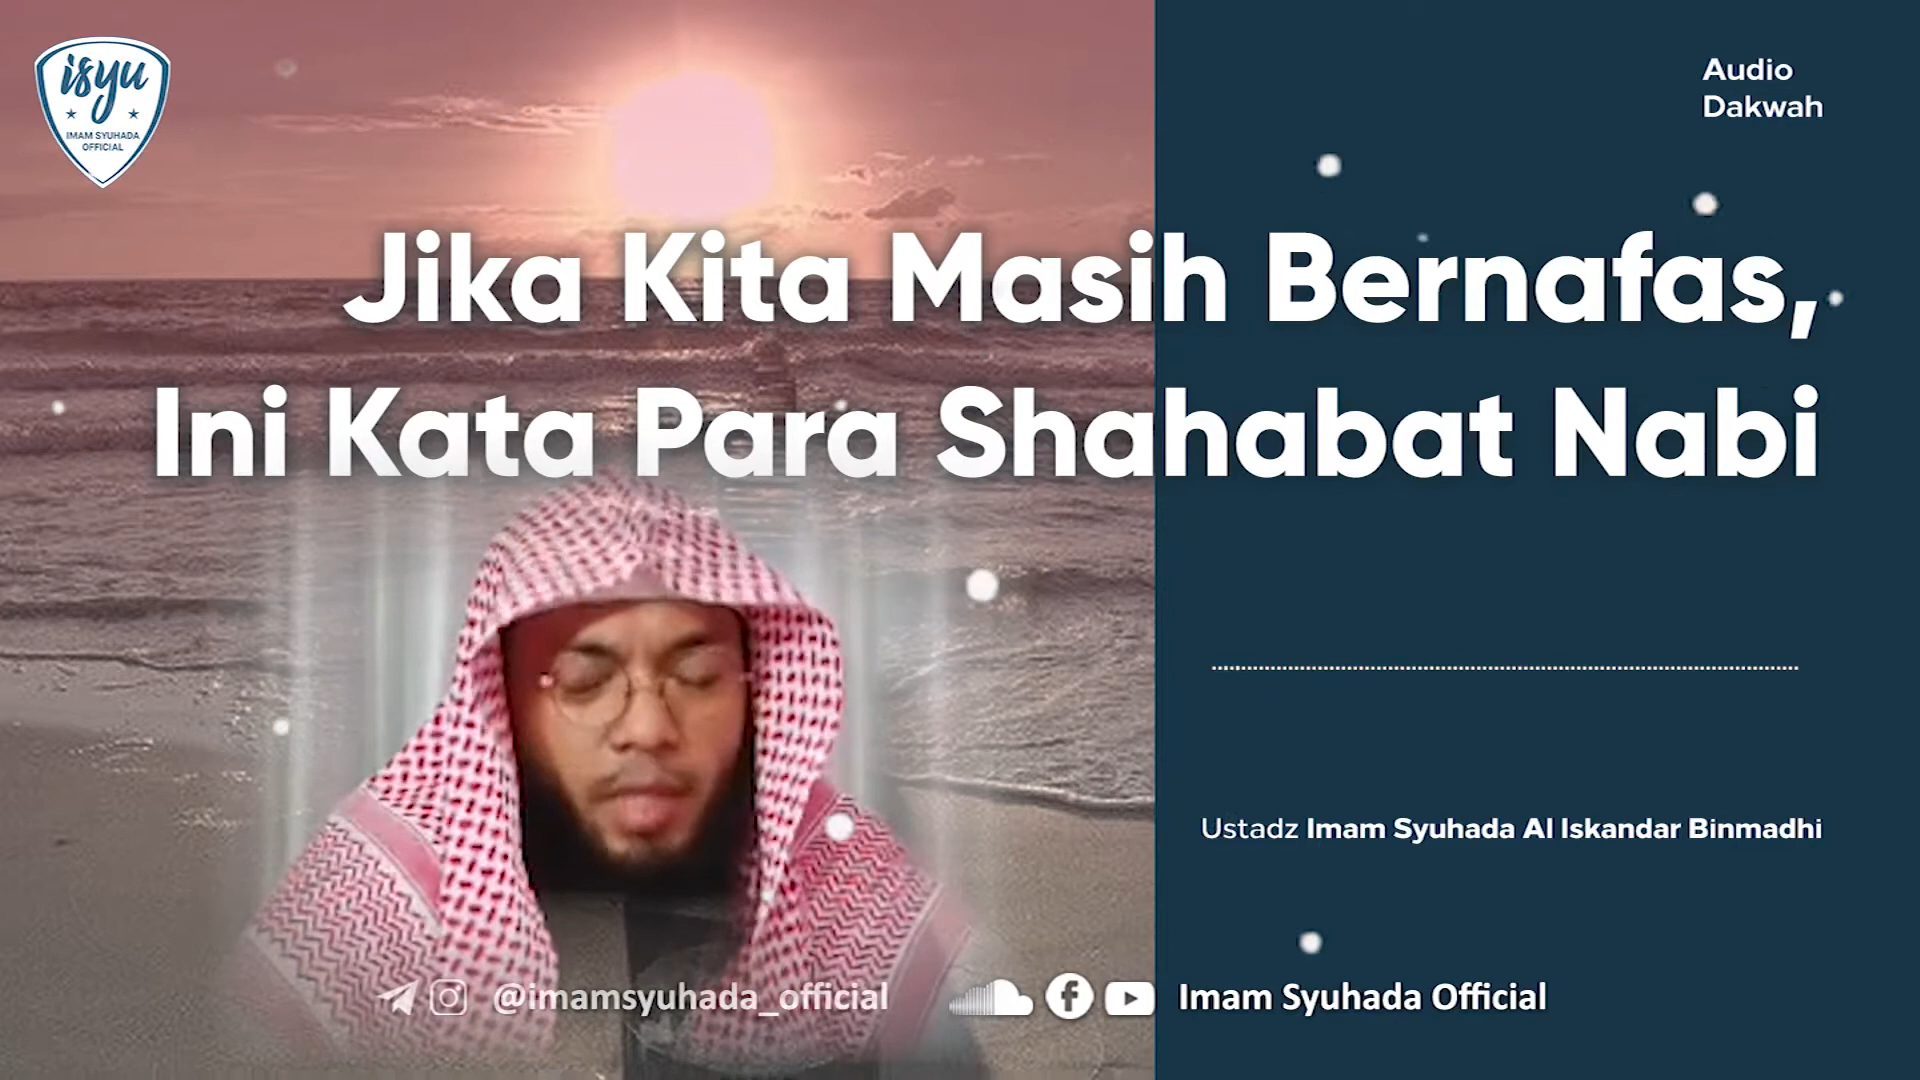 isyu
IMAM SYUHADA
OFFICIAL
Audio
Dakwah
Jika Kita Masih Bernafas,
Ini Kata Para Shahabat Nabi
Ustadz Imam Syuhada Al Iskandar Binmadhi
@imamsyuhada_official
Imam Syuhada Official